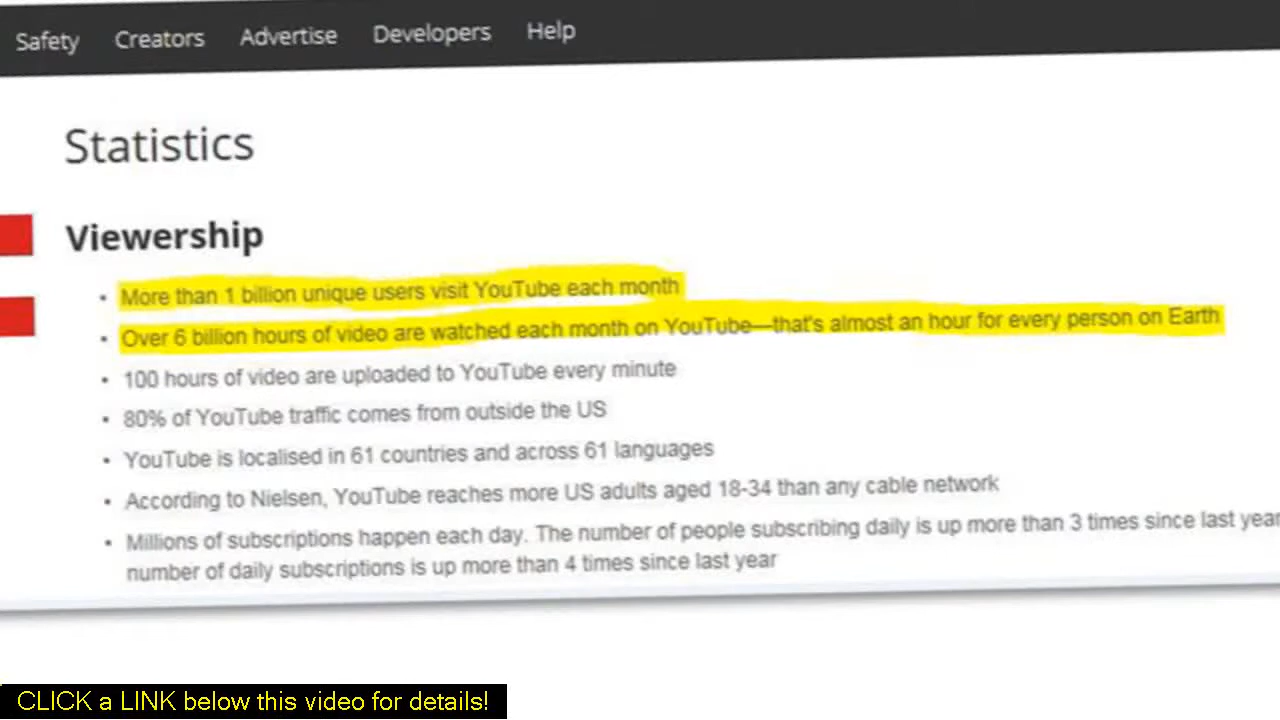 Safety Creators Advertise Developers Help
Statistics
Viewership
• More than 1 billion unique users visit YouTube each month
• Over 6 billion hours of video are watched each month on YouTube—that's almost an hour for every person on Earth
• 100 hours of video are uploaded to YouTube every minute
• 80% of YouTube traffic comes from outside the US
• YouTube is localised in 61 countries and across 61 languages
• According to Nielsen, YouTube reaches more US adults aged 18-34 than any cable network
• Millions of subscriptions happen each day. The number of people subscribing daily is up more than 3 times since last year
number of daily subscriptions is up more than 4 times since last year
CLICK a LINK below this video for details!